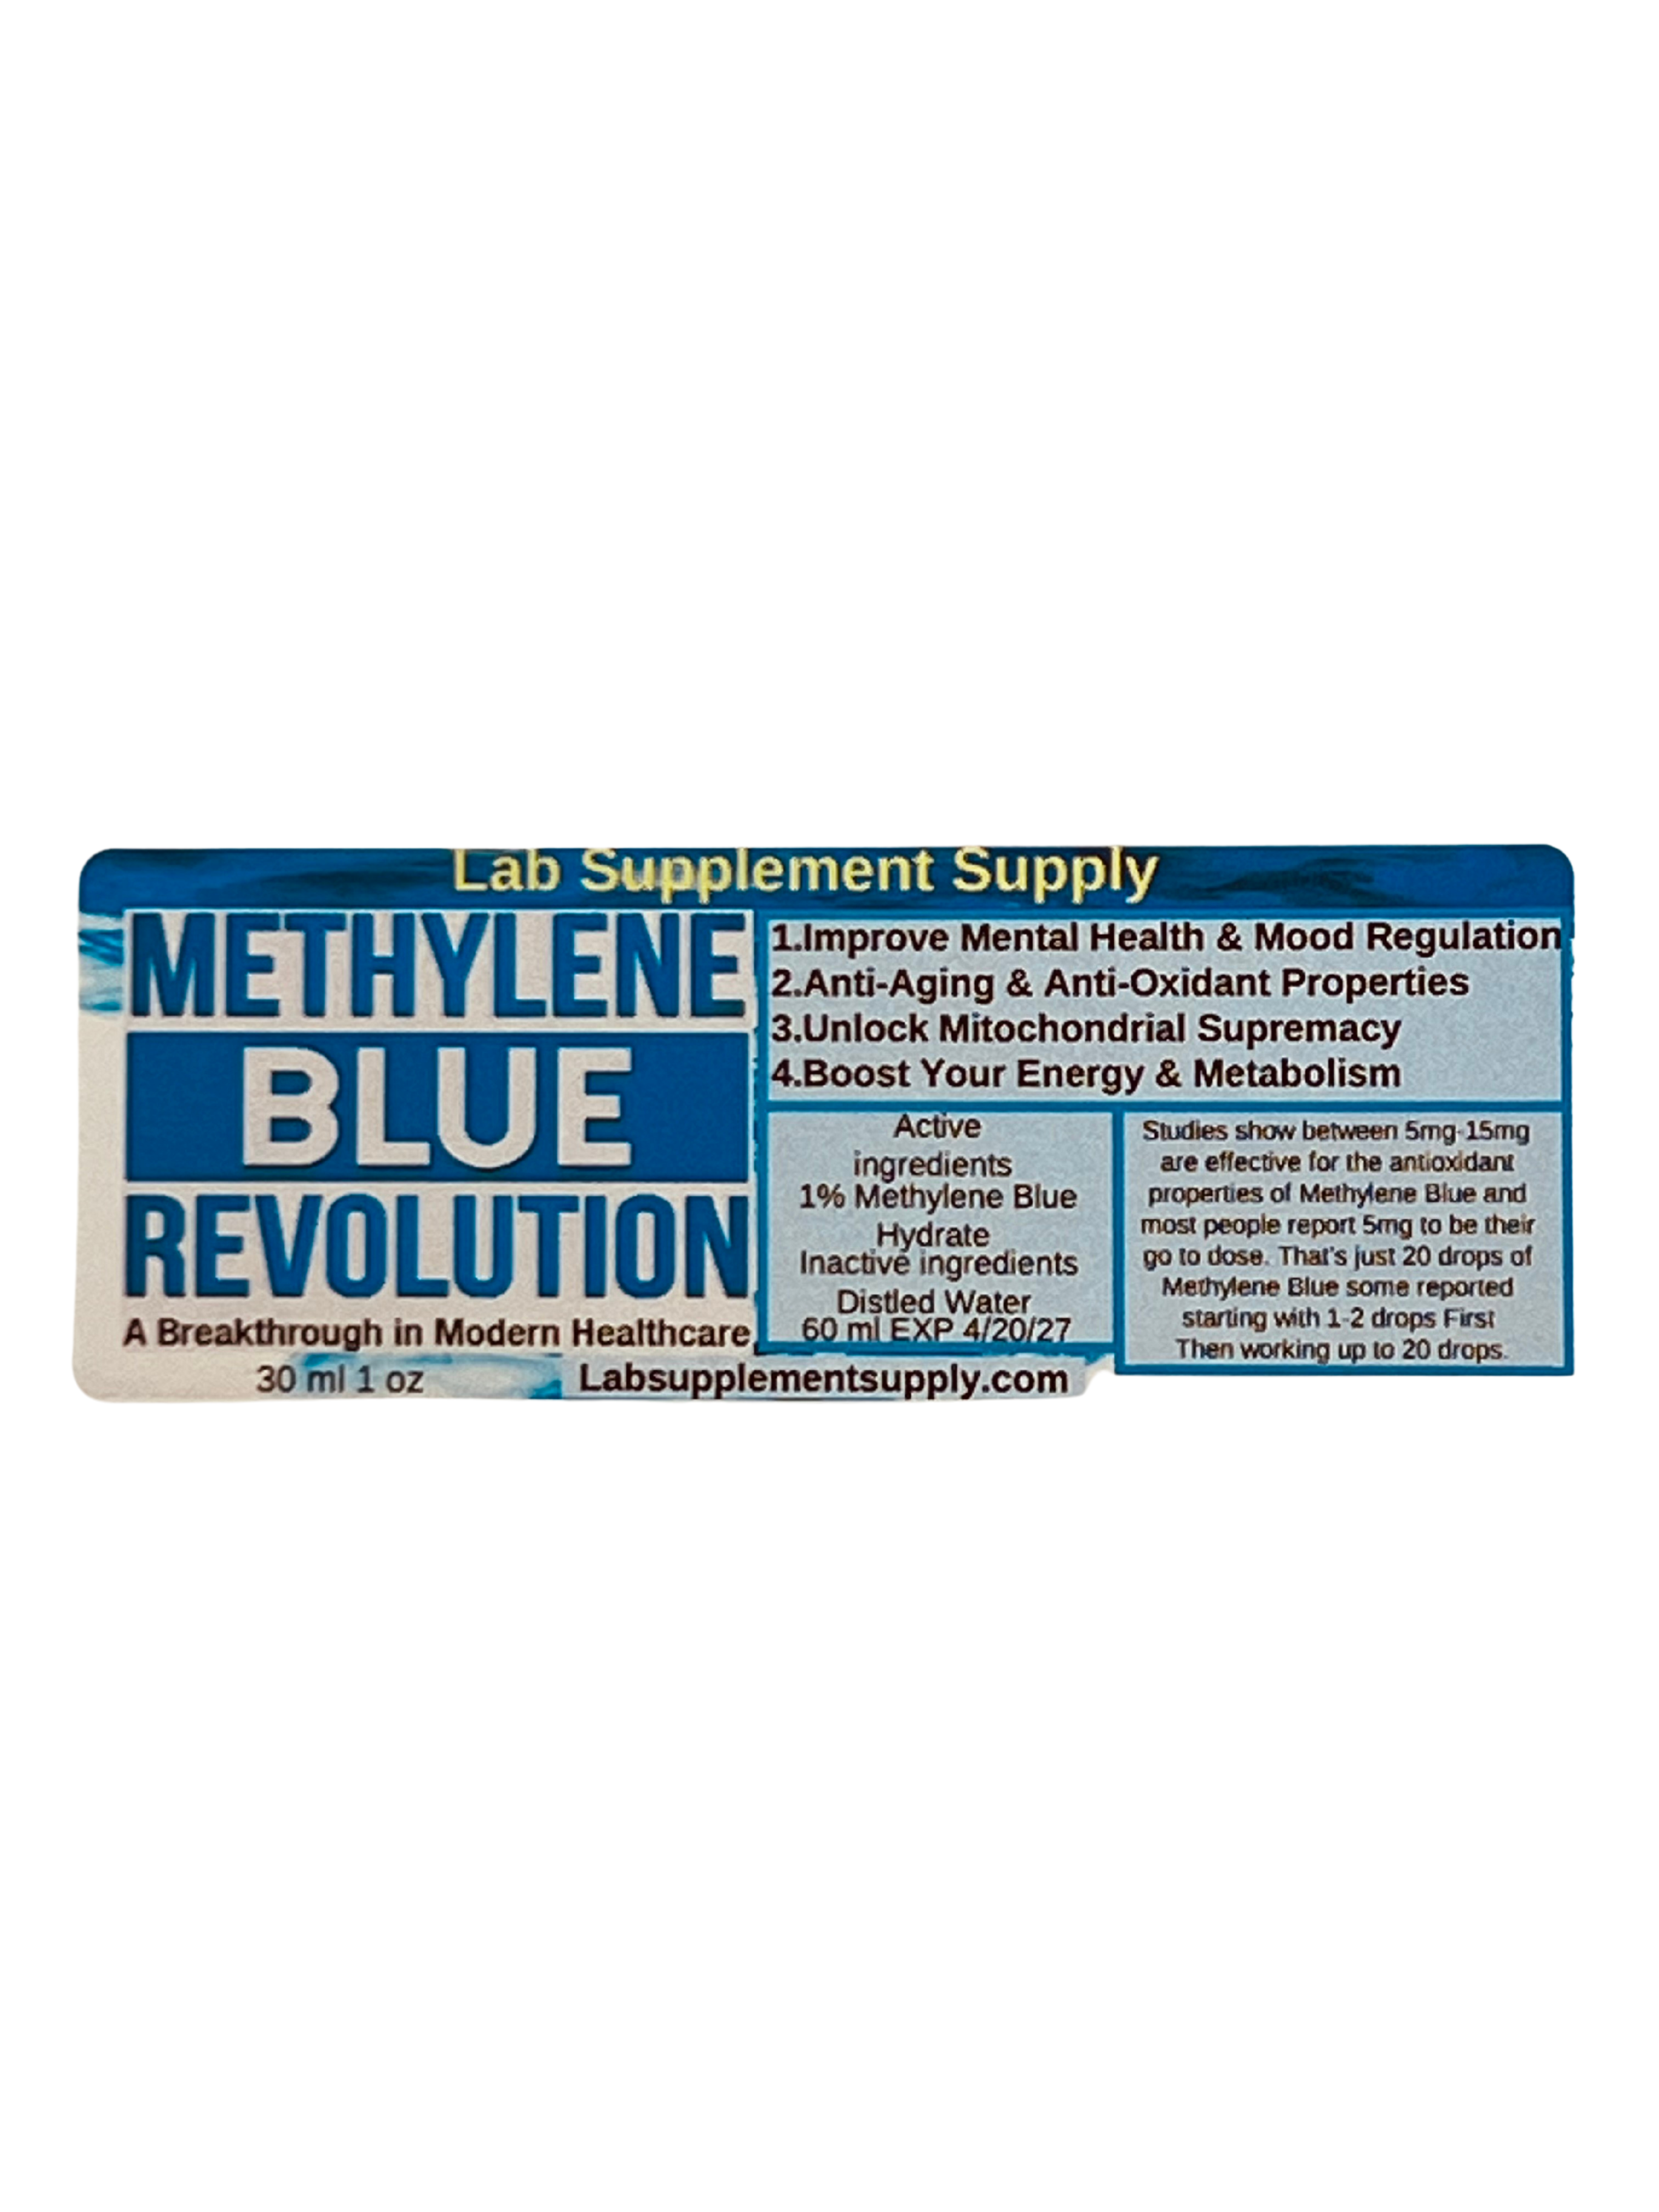 Lab Supplement Supply
METHYLENE
BLUE
REVOLUTION
A Breakthrough in Modern Healthcare
30 ml 1 oz
Labsupplementsupply.com
1.Improve Mental Health & Mood Regulation
2.Anti-Aging & Anti-Oxidant Properties
3.Unlock Mitochondrial Supremacy
4.Boost Your Energy & Metabolism
Active
ingredients
1% Methylene Blue
Hydrate
Inactive ingredients
Distled Water
60 ml EXP 4/20/27
Studies show between 5mg-15mg
are effective for the antioxidant
properties of Methylene Blue and
most people report 5mg to be their
go to dose. That's just 20 drops of
Methylene Blue some reported
starting with 1-2 drops First
Then working up to 20 drops.